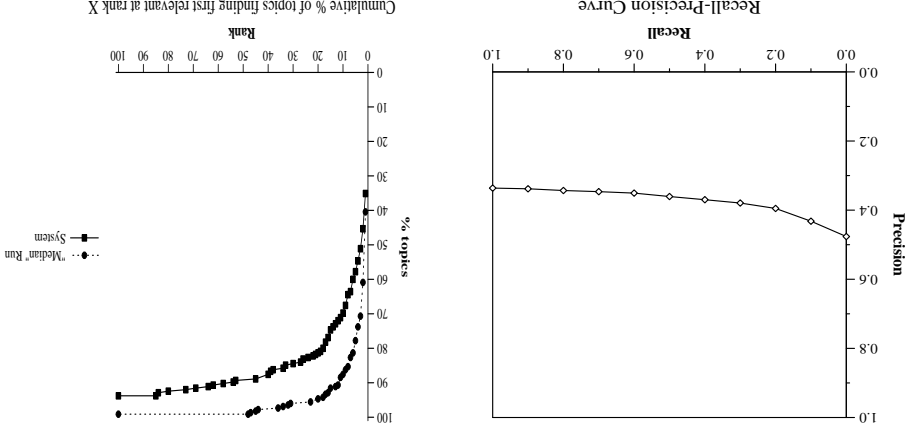 1.0
0.8
0.6
0.4
0.2
0.0
Precision
0.0 0.2 0.4 0.6 0.8 1.0
Recall
Recall-Precision Curve
100
90
80
70
60
50
40
30
20
10
0
% topics
0 10 20 30 40 50 60 70 80 90 100
Rank
"Median" Run
System
Cumulative % of topics finding first relevant at rank X